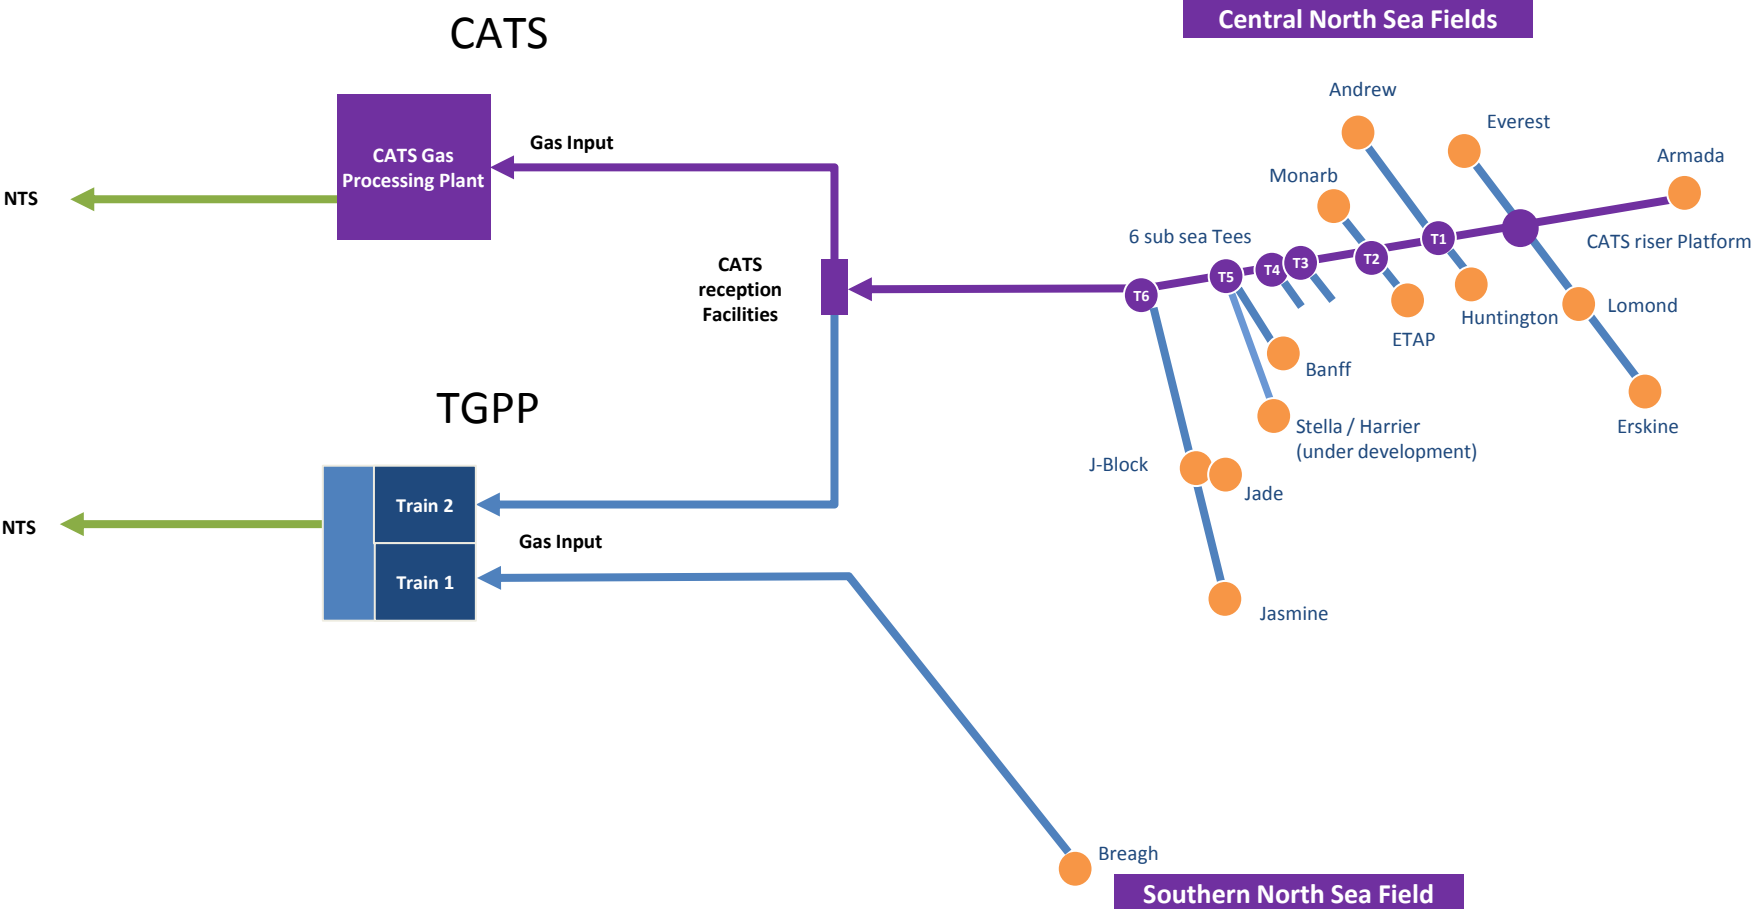 CATS
Central North Sea Fields
Andrew
Everest
Armada
Gas Input
CATS Gas
Processing Plant
Monarb
NTS
6 sub sea Tees
T1
CATS riser Platform
T2
T3
T4
T5
T6
CATS
reception
Facilities
Huntington
Lomond
ETAP
Banff
TGPP
Stella / Harrier
(under development)
Erskine
J-Block
Jade
Train 2
NTS
Gas Input
Train 1
Jasmine
Breagh
Southern North Sea Field